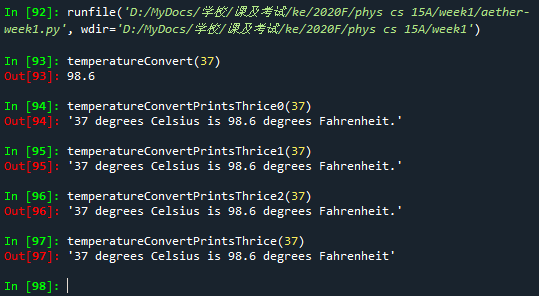 In [92]: runfile('D:/MyDocs/学校/课及考试/ke/2020F/phys cs 15A/week1/aether-
week1.py', wdir='D:/MyDocs/学校/课及考试/ke/2020F/phys cs 15A/week1')
In [93]: temperatureConvert(37)
Out[93]: 98.6
In [94]: temperatureConvertPrintsThrice0(37)
Out[94]: '37 degrees Celsius is 98.6 degrees Fahrenheit.'
In [95]: temperatureConvertPrintsThrice1(37)
Out[95]: '37 degrees Celsius is 98.6 degrees Fahrenheit.'
In [96]: temperatureConvertPrintsThrice2(37)
Out[96]: '37 degrees Celsius is 98.6 degrees Fahrenheit.'
In [97]: temperatureConvertPrintsThrice(37)
Out[97]: '37 degrees Celsius is 98.6 degrees Fahrenheit'
In [98]: